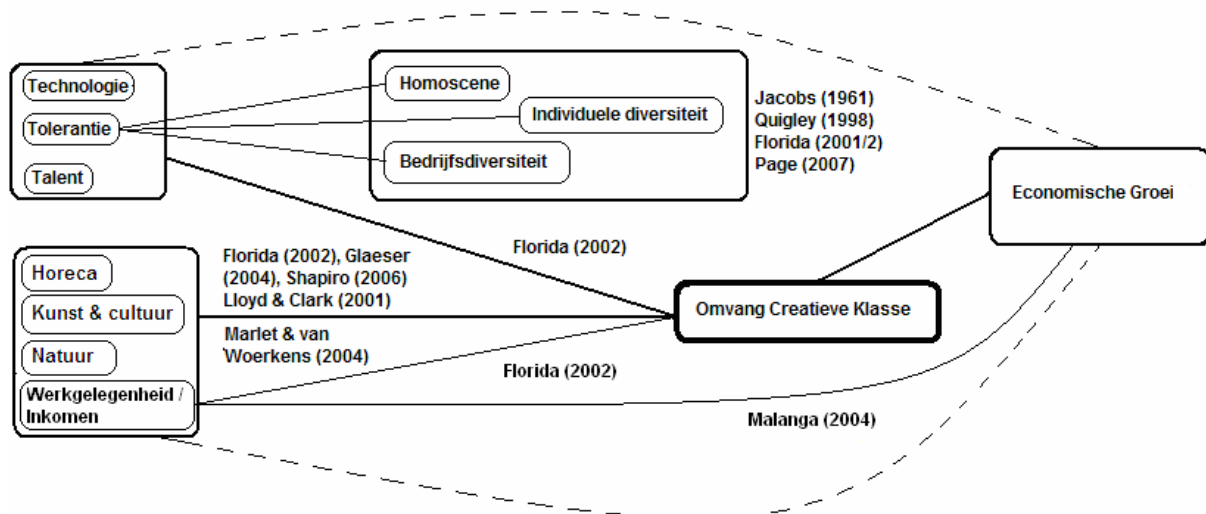 Technologie
Tolerantie
Talent
Homoscene
Individuele diversiteit
Bedrijfsdiversiteit
Jacobs (1961)
Quigley (1998)
Florida (2001/2)
Page (2007)
Economische Groei
Florida (2002)
Horeca
Kunst & cultuur
Natuur
Werkgelegenheid /
Inkomen
Florida (2002), Glaeser
(2004), Shapiro (2006)
Lloyd & Clark (2001)
Marlet & van
Woerkens (2004)
Omvang Creatieve Klasse
Florida (2002)
Malanga (2004)